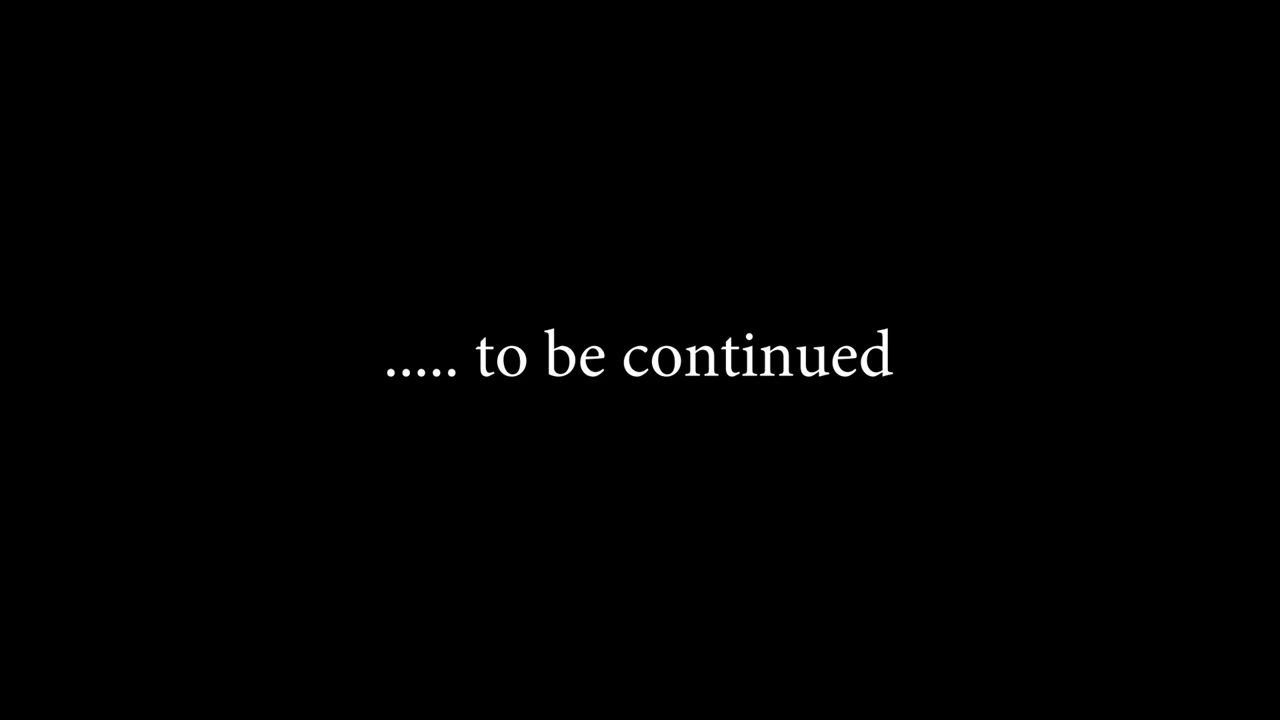 ..... to be continued